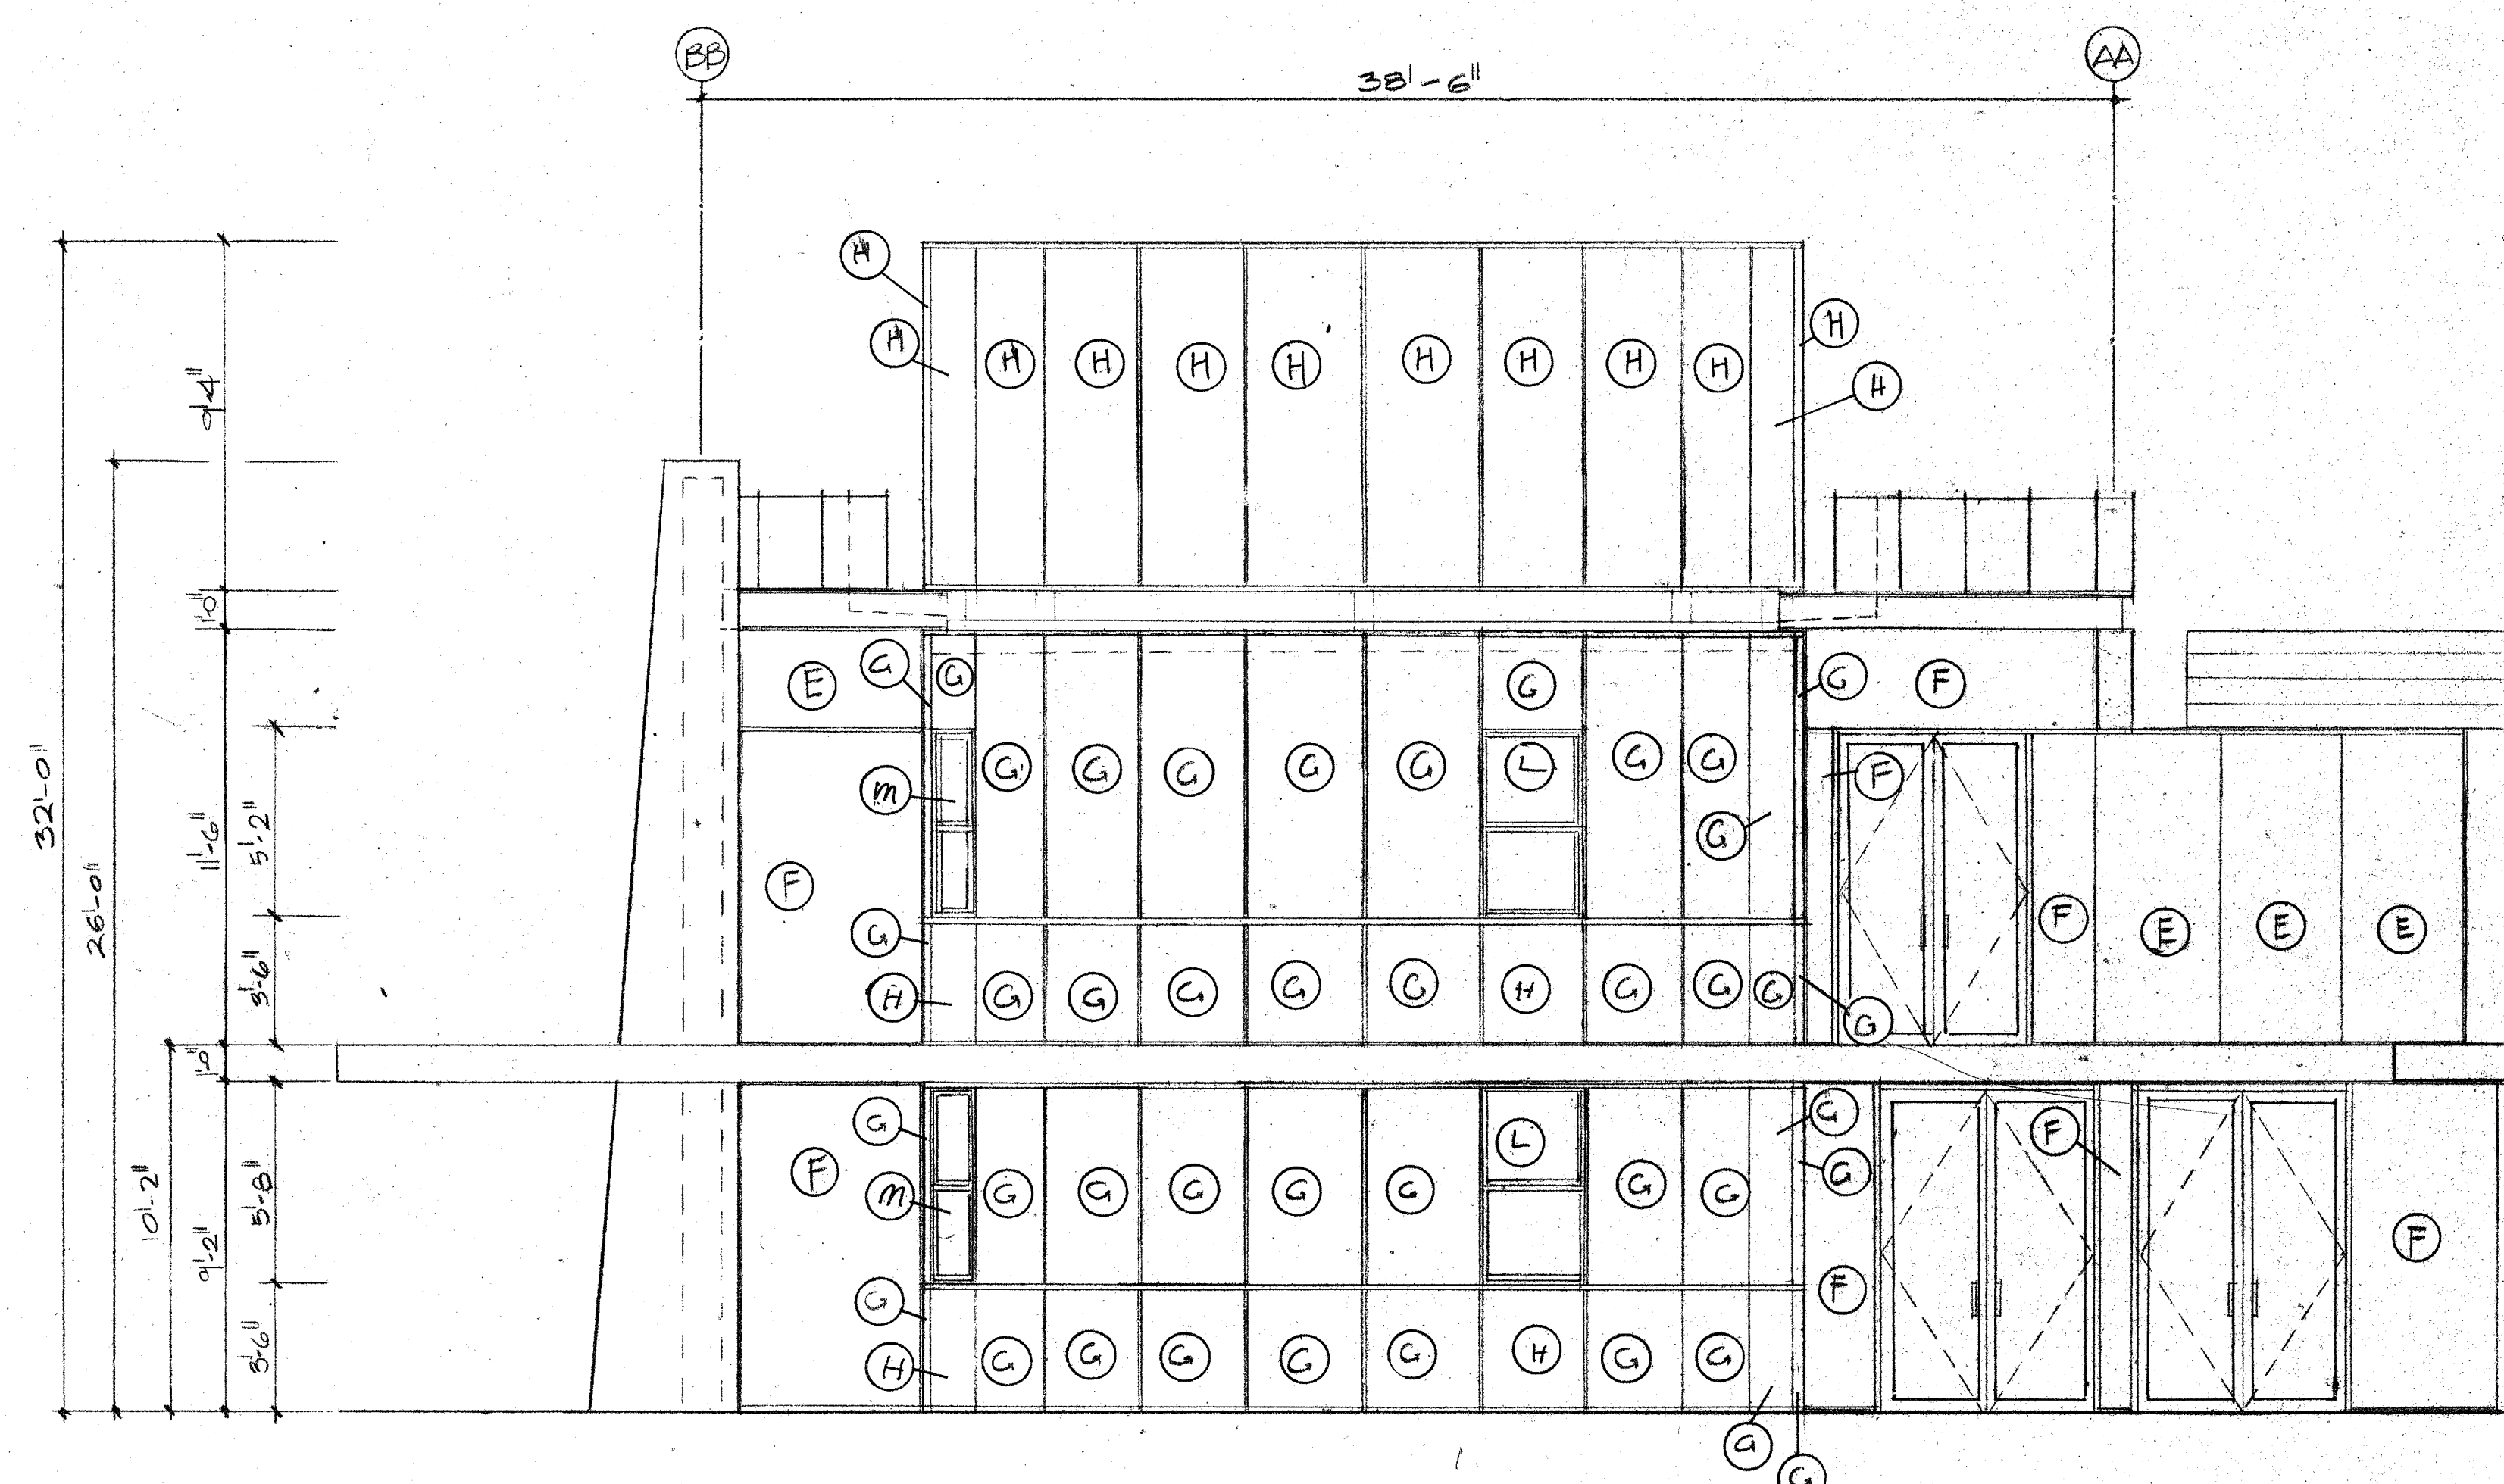 BB
AA
38'-6"
H
H
H H H H H H H H
H
H
9'-4"
1'-0"
32'-0"
26'-0"
11'-6"
5'-2"
3'-6"
E
G
G
G
G
F
m
G G G G G L G G
G
F
F
G
F E E E
H
G G G G G H G G G
G
1'-0"
10'-2"
9'-2"
5'-8"
3'-6"
F
G
L
G
G
F
m
G G G G G G G
F
F
G
H
G G G G G H G G
G
G